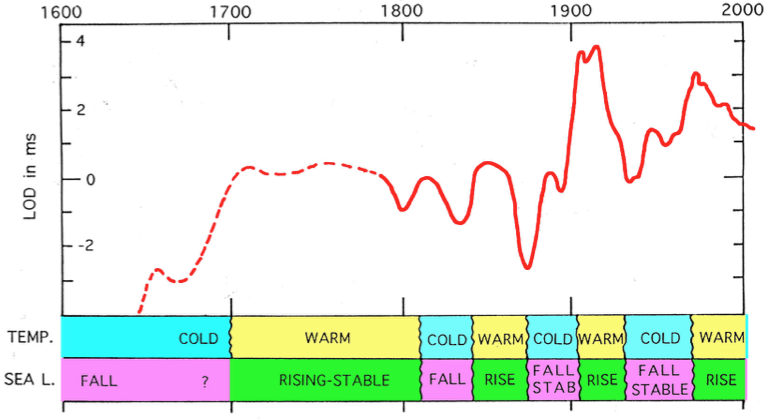 1600 1700 1800 1900 2000
4
2
0
-2
LOD in ms
TEMP. COLD WARM COLD WARM COLD WARM COLD WARM
SEA L. FALL ? RISING-STABLE FALL RISE FALL STAB RISE FALL STABLE RISE